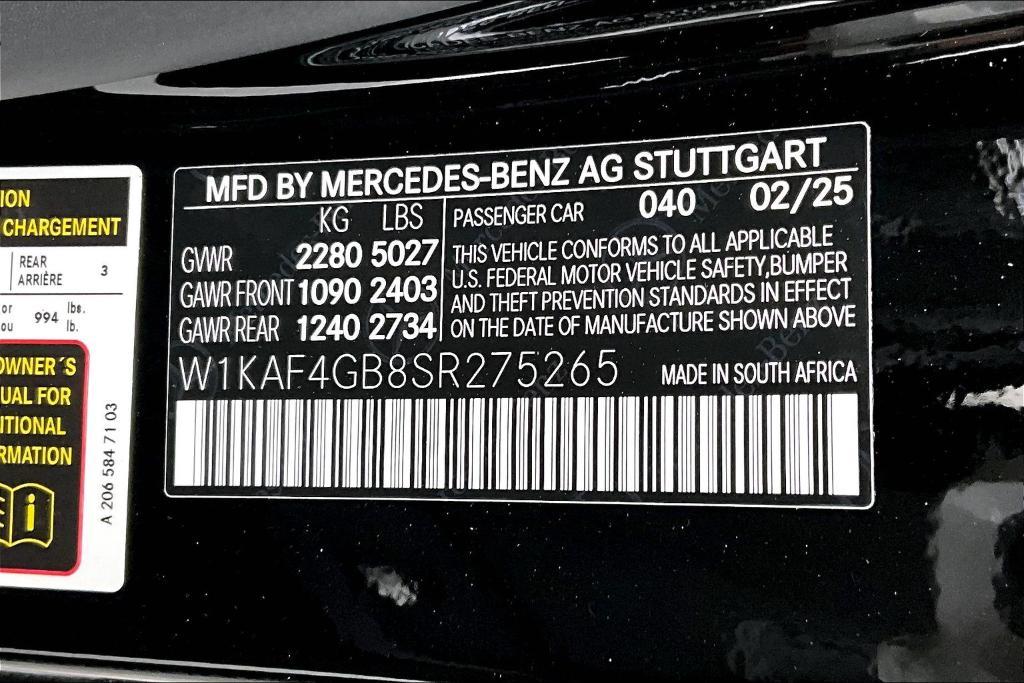 ION
CHARGEMENT
REAR
ARRIÈRE
3
or
ou
994
lbs.
lb.
OWNER´S
UAL FOR
ITIONAL
RMATION
A 206 584 71 03
MFD BY MERCEDES-BENZ AG STUTTGART
KG LBS
GVWR 2280 5027
GAWR FRONT 1090 2403
GAWR REAR 1240 2734
PASSENGER CAR 040 02/25
THIS VEHICLE CONFORMS TO ALL APPLICABLE
U.S. FEDERAL MOTOR VEHICLE SAFETY,BUMPER
AND THEFT PREVENTION STANDARDS IN EFFECT
ON THE DATE OF MANUFACTURE SHOWN ABOVE
W1KAF4GB8SR275265
MADE IN SOUTH AFRICA